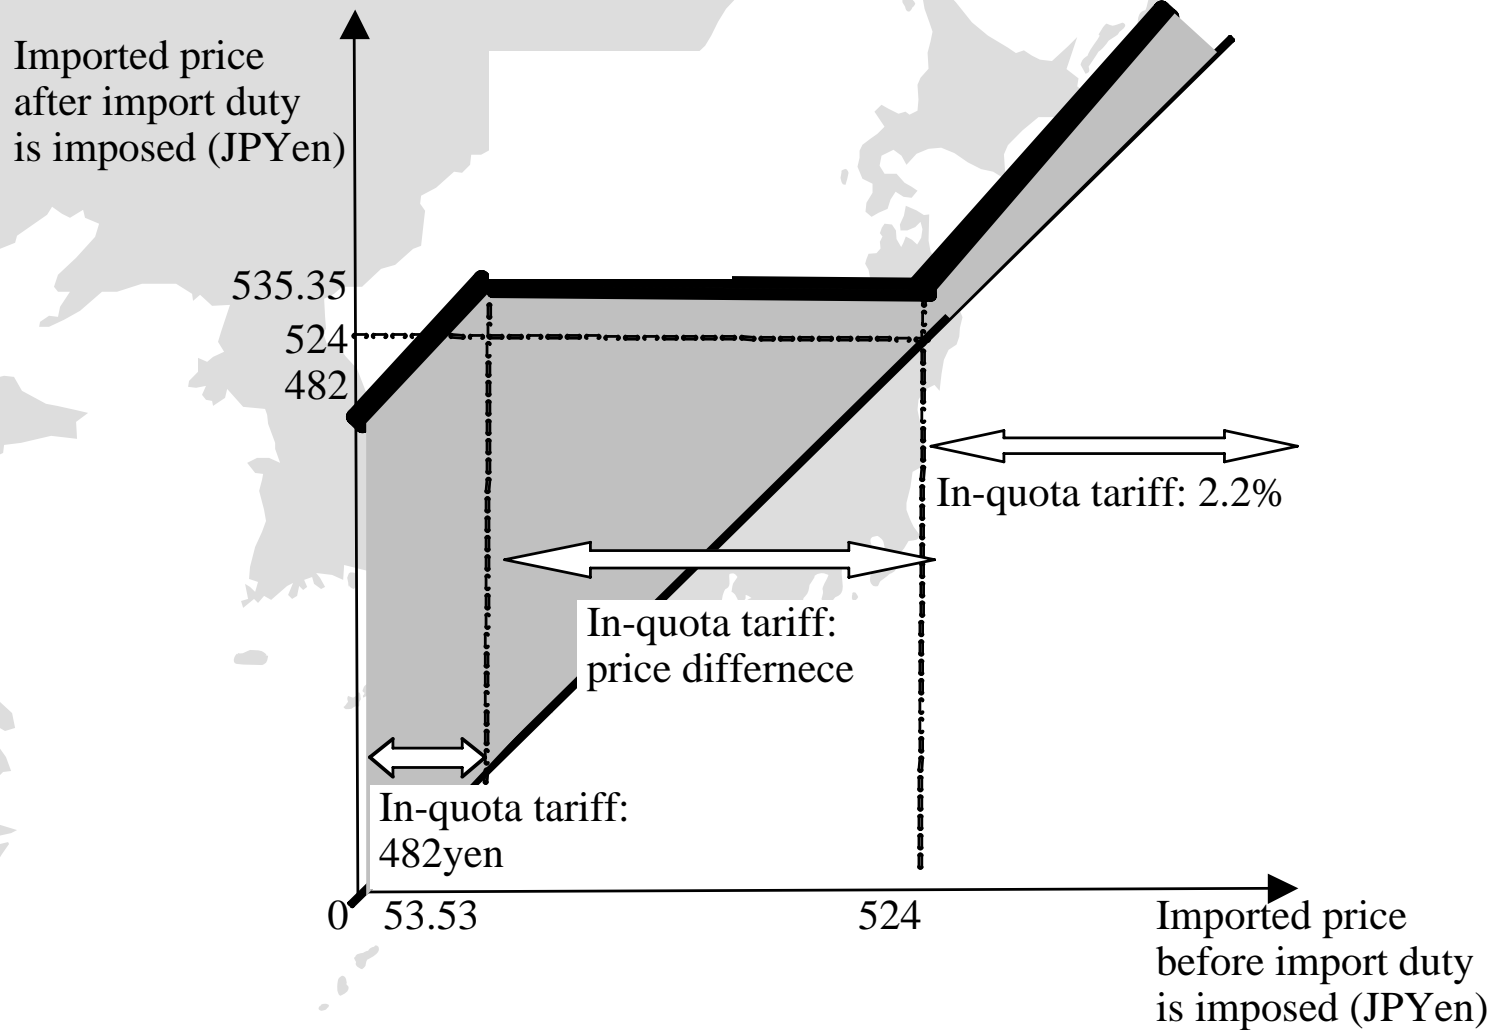 Imported price
after import duty
is imposed (JPYen)
535.35
524
482
In-quota tariff: 2.2%
In-quota tariff:
price differnece
In-quota tariff:
482yen
0
53.53
524
Imported price
before import duty
is imposed (JPYen)